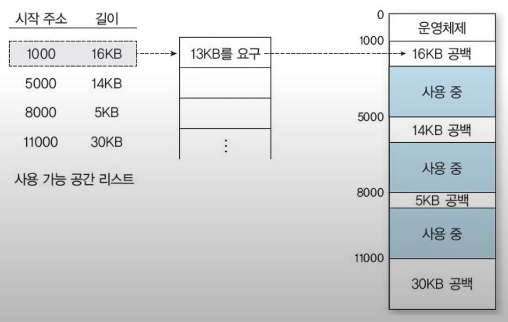 시작 주소 길이
1000 16KB
5000 14KB
8000 5KB
11000 30KB
사용 가능 공간 리스트
13KB를 요구
⋮
0
운영체제
1000
16KB 공백
사용 중
5000
14KB 공백
사용 중
8000
5KB 공백
사용 중
11000
30KB 공백